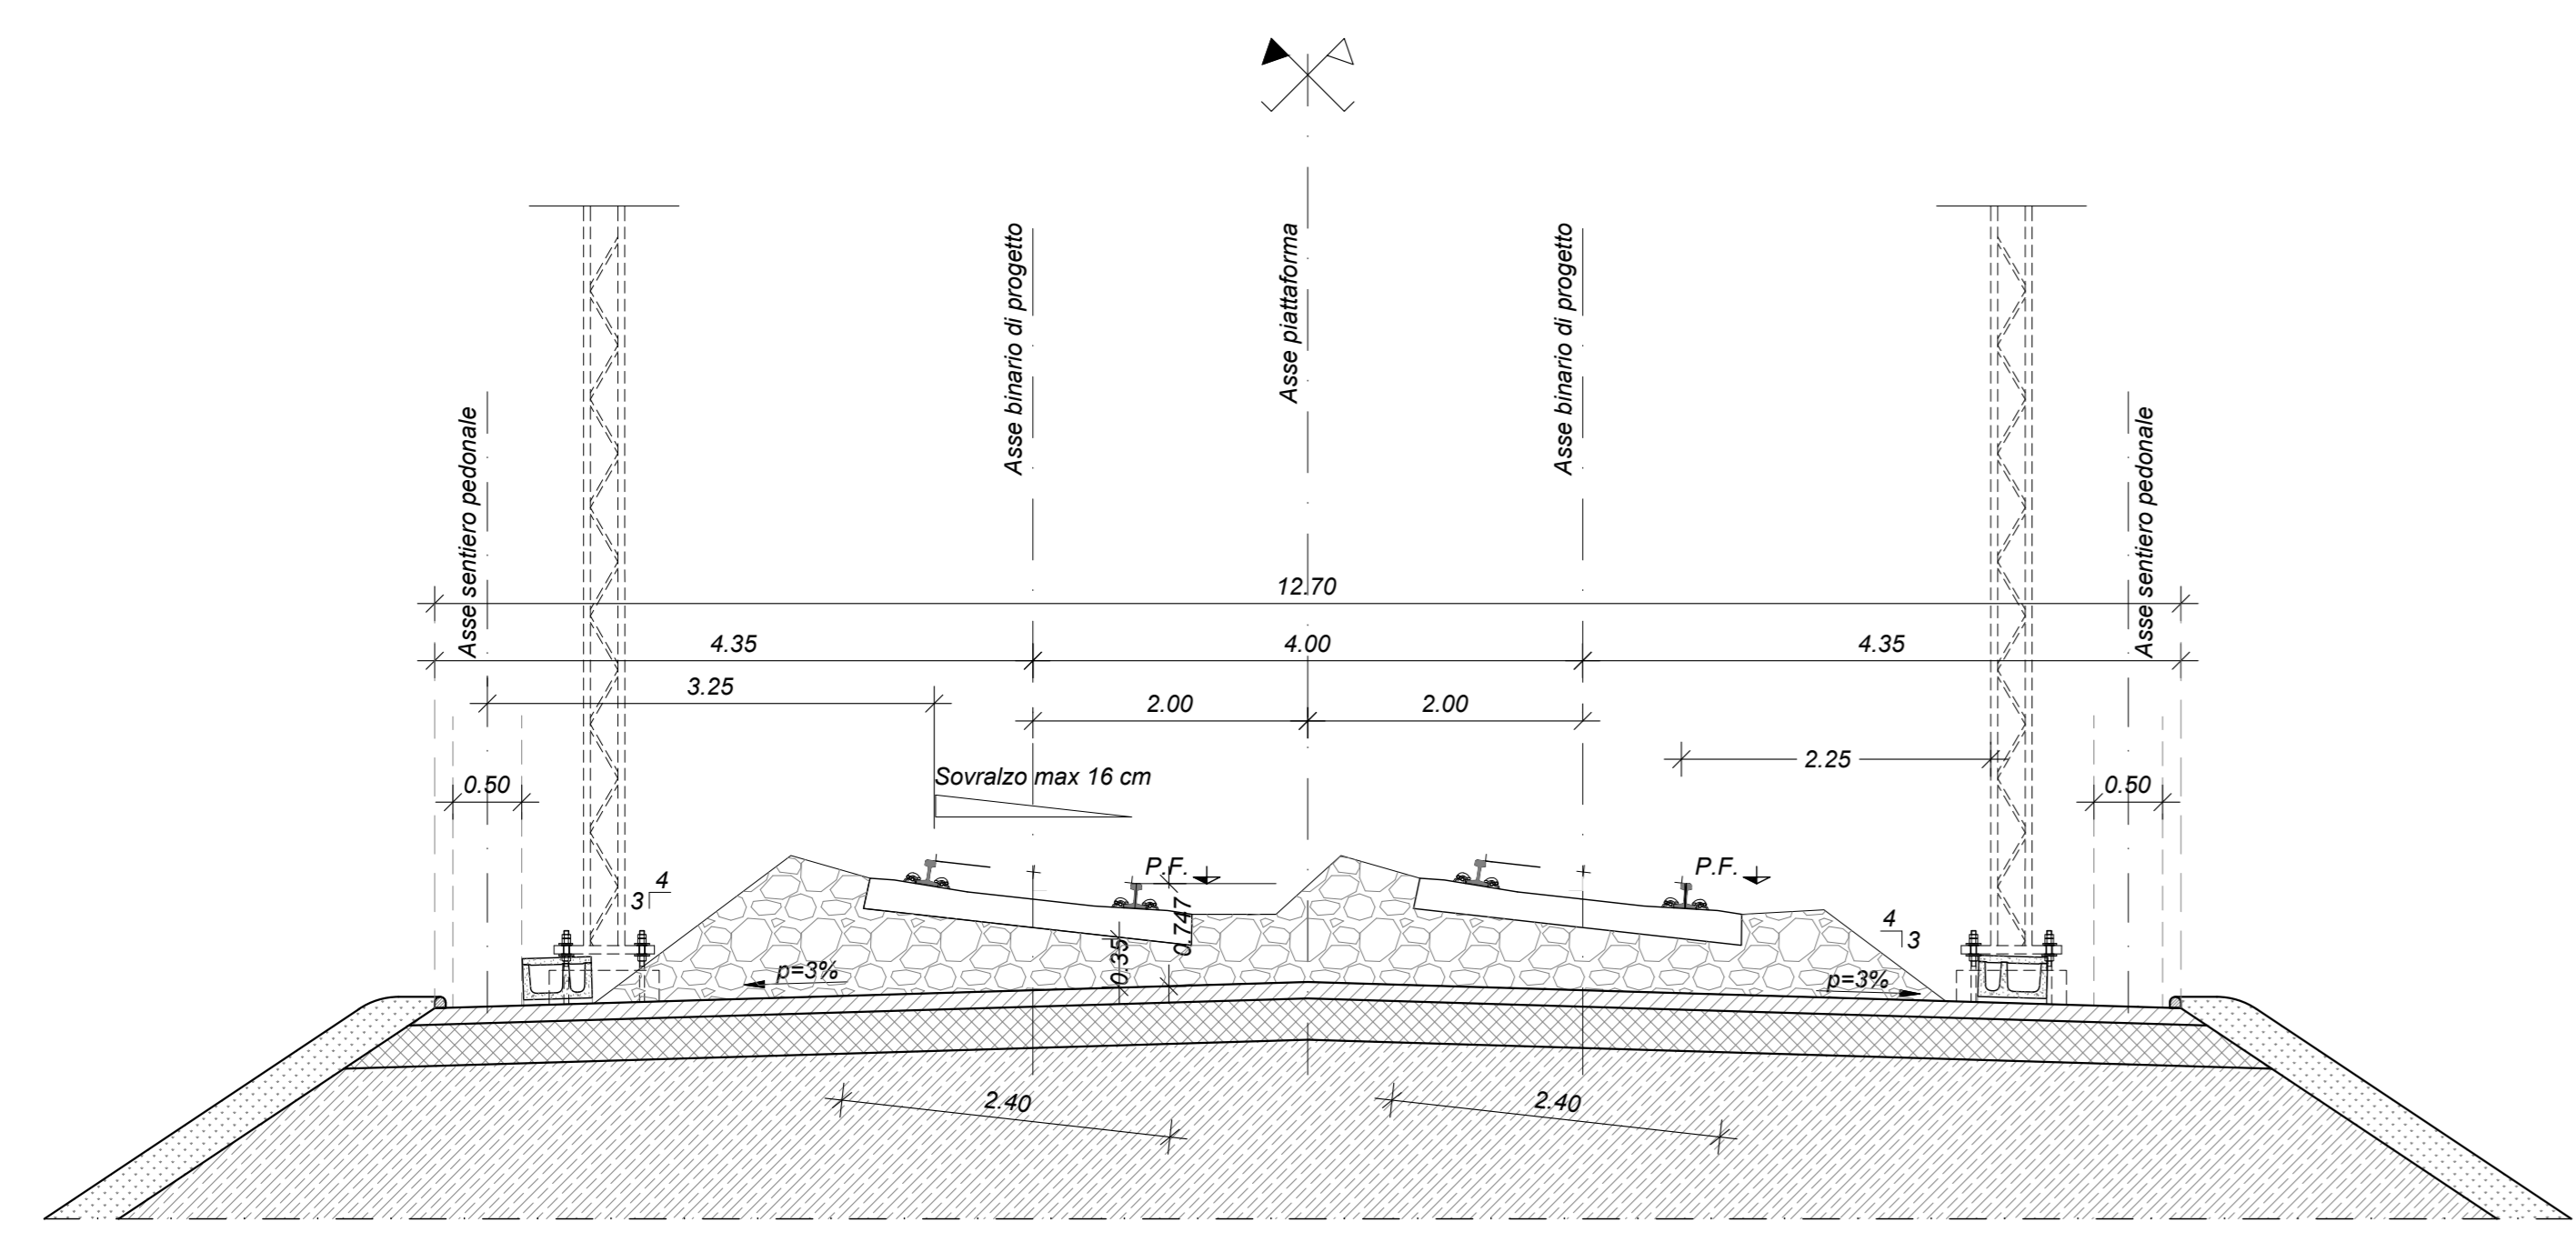 Asse binario di progetto
Asse piattaforma
Asse binario di progetto
Asse sentiero pedonale
Asse sentiero pedonale
12.70
4.35
4.00
4.35
3.25
2.00
2.00
2.25
0.50
Sovralzo max 16 cm
0.50
P.F.
P.F.
4
3
4
3
0.747
0.35
p=3%
p=3%
2.40
2.40